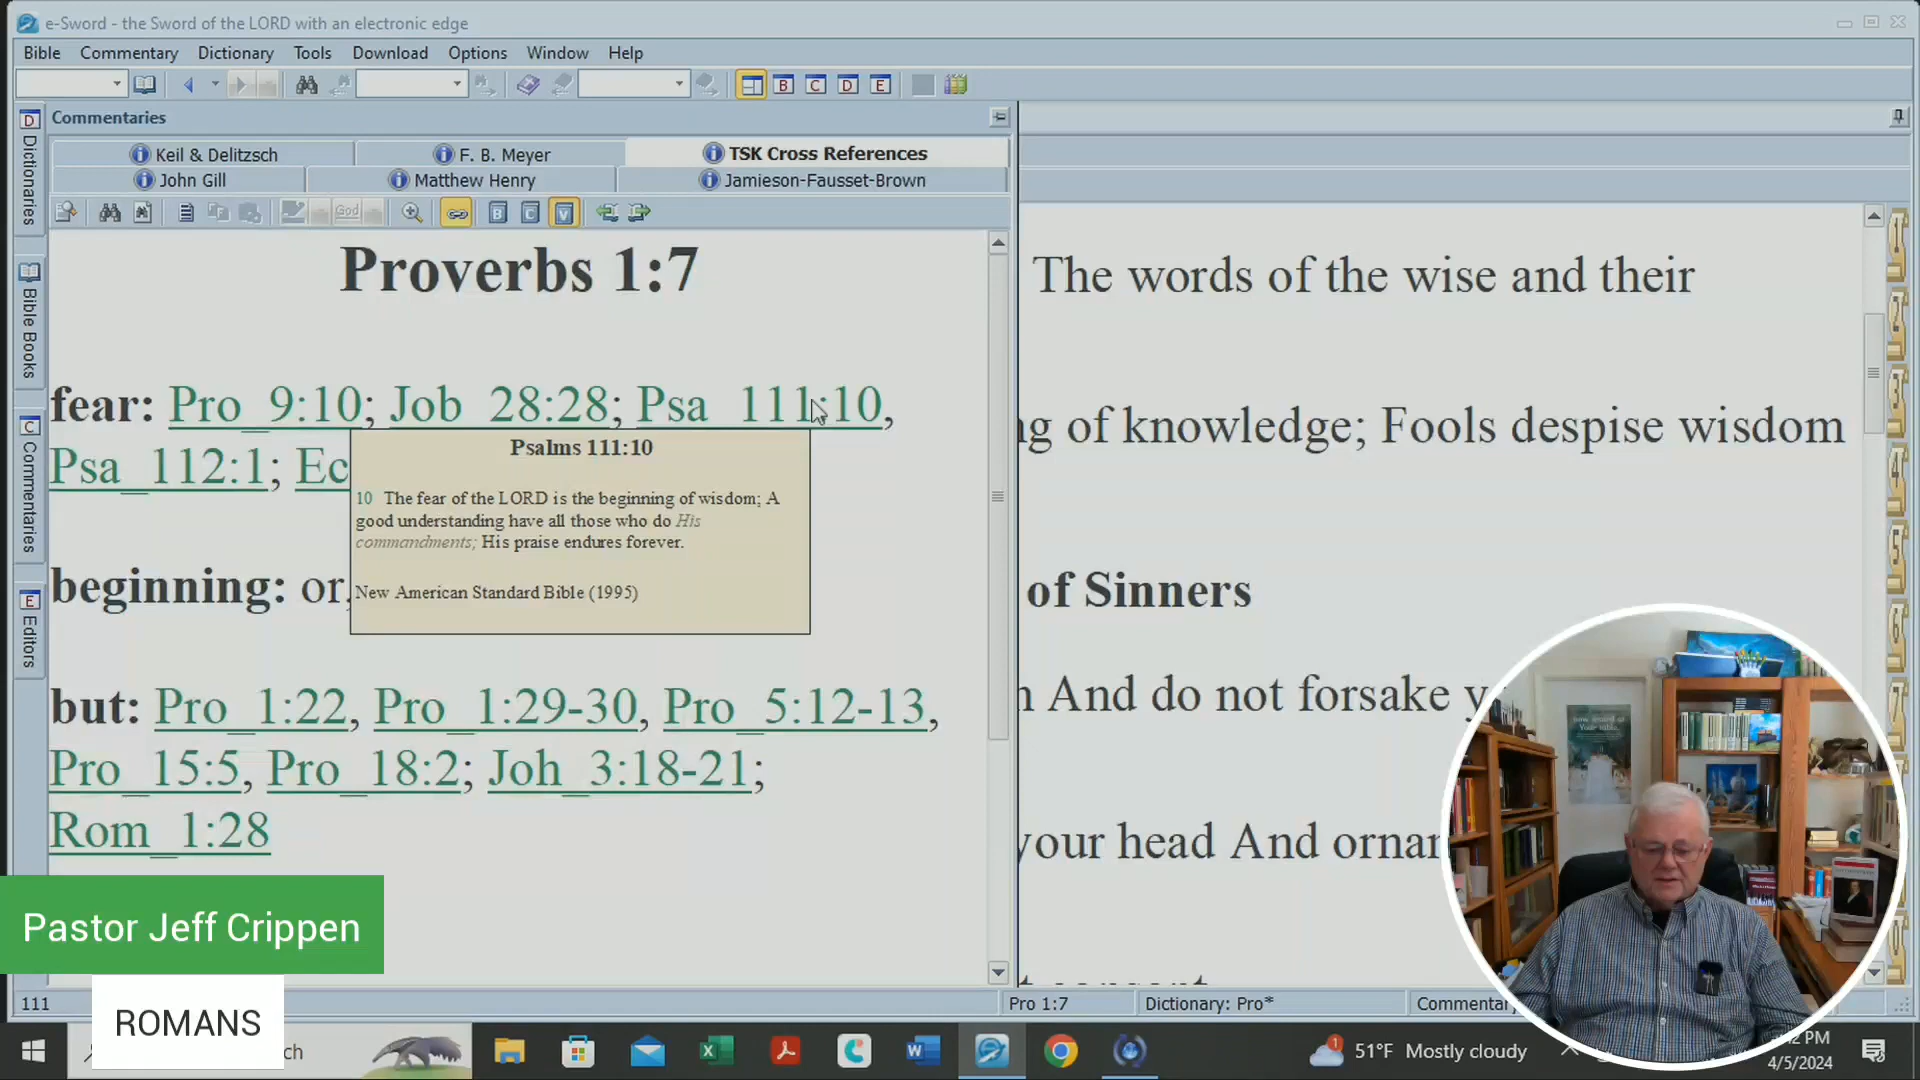 e-Sword - the Sword of the LORD with an electronic edge
Bible Commentary Dictionary Tools Download Options Window Help
B C D E
Commentaries
Keil & Delitzsch F. B. Meyer TSK Cross References
John Gill Matthew Henry Jamieson-Fausset-Brown
God B C V
D Dictionaries
Bible Books
C Commentaries
E Editors
Proverbs 1:7
fear: Pro_9:10; Job_28:28; Psa_111:10,
Psa_112:1; Ec
beginning: or,
but: Pro_1:22, Pro_1:29-30, Pro_5:12-13,
Pro_15:5, Pro_18:2; Joh_3:18-21;
Rom_1:28
Psalms 111:10
10 The fear of the LORD is the beginning of wisdom; A
good understanding have all those who do His
commandments; His praise endures forever.
New American Standard Bible (1995)
The words of the wise and their
ng of knowledge; Fools despise wisdom
of Sinners
And do not forsake
your head And
Pastor Jeff Crippen
ROMANS
111 Pro 1:7 Dictionary: Pro*
ch
51°F Mostly cloudy
PM
4/5/2024